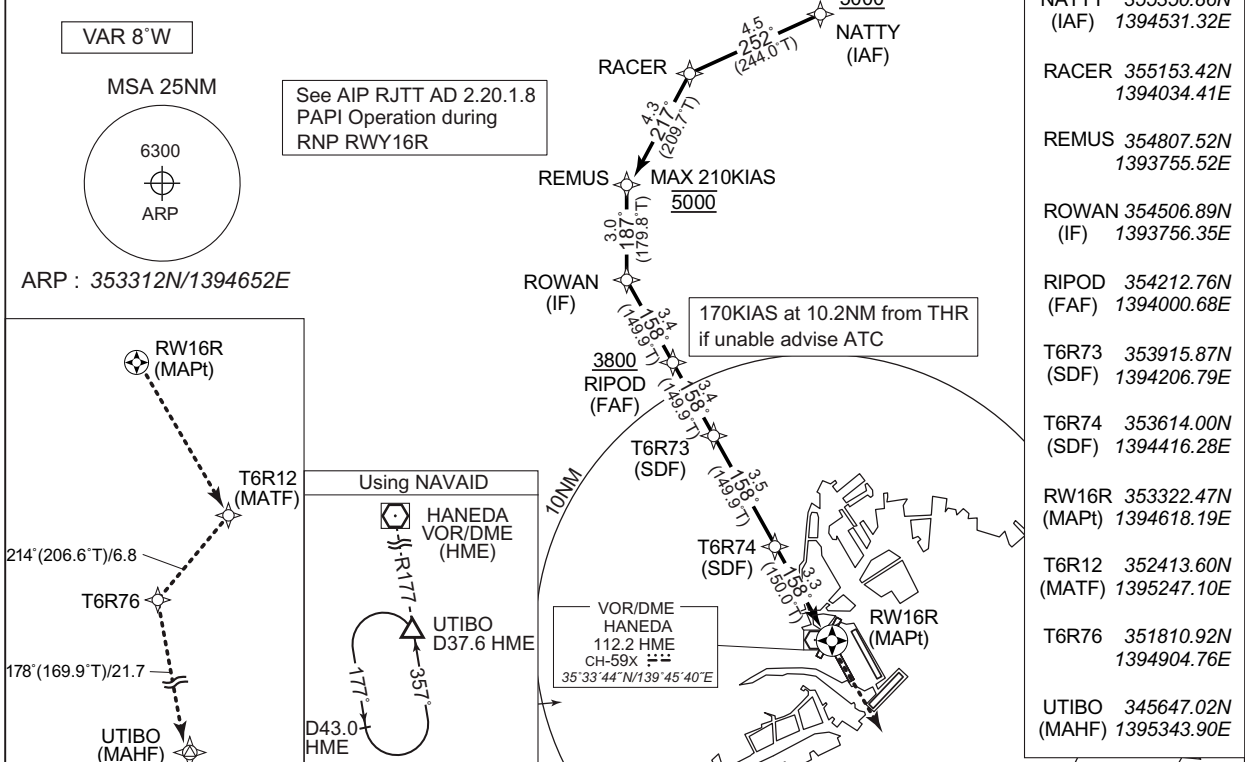 VAR 8˚W
MSA 25NM
6300
ARP
ARP : 353312N/1394652E
See AIP RJTT AD 2.20.1.8
PAPI Operation during
RNP RWY16R
NATTY
(IAF)
4.5
252˚
(244.0˚T)
RACER
4.3
217˚
(209.7˚T)
REMUS
MAX 210KIAS
5000
3.0
187˚
(179.8˚T)
ROWAN
(IF)
3.4
158˚
(149.9˚T)
170KIAS at 10.2NM from THR
if unable advise ATC
3800
RIPOD
(FAF)
3.4
158˚
(149.9˚T)
T6R73
(SDF)
3.5
158˚
(149.9˚T)
10NM
T6R74
(SDF)
3.3
158˚
(150.0˚T)
RW16R
(MAPt)
VOR/DME
HANEDA
112.2 HME
CH-59X
35˚33´44˝N/139˚45´40˝E
RW16R
(MAPt)
T6R12
(MATF)
214˚(206.6˚T)/6.8
T6R76
178˚(169.9˚T)/21.7
UTIBO
(MAHF)
Using NAVAID
HANEDA
VOR/DME
(HME)
R177
UTIBO
D37.6 HME
177˚
357˚
D43.0
HME
NATTY 355350.86N
(IAF) 1394531.32E
RACER 355153.42N
1394034.41E
REMUS 354807.52N
1393755.52E
ROWAN 354506.89N
(IF) 1393756.35E
RIPOD 354212.76N
(FAF) 1394000.68E
T6R73 353915.87N
(SDF) 1394206.79E
T6R74 353614.00N
(SDF) 1394416.28E
RW16R 353322.47N
(MAPt) 1394618.19E
T6R12 352413.60N
(MATF) 1395247.10E
T6R76 351810.92N
1394904.76E
UTIBO 345647.02N
(MAHF) 1395343.90E